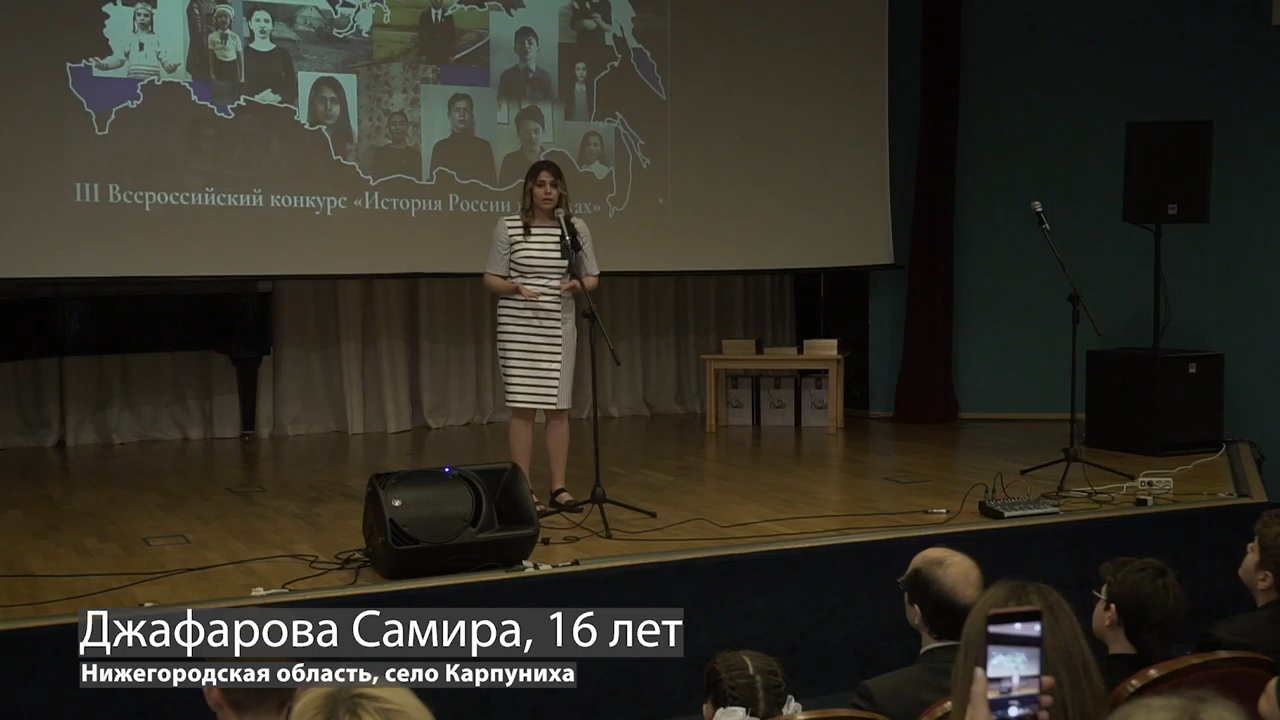 III Всероссийский конкурс «История России
Джафарова Самира, 16 лет
Нижегородская область, село Карпуниха